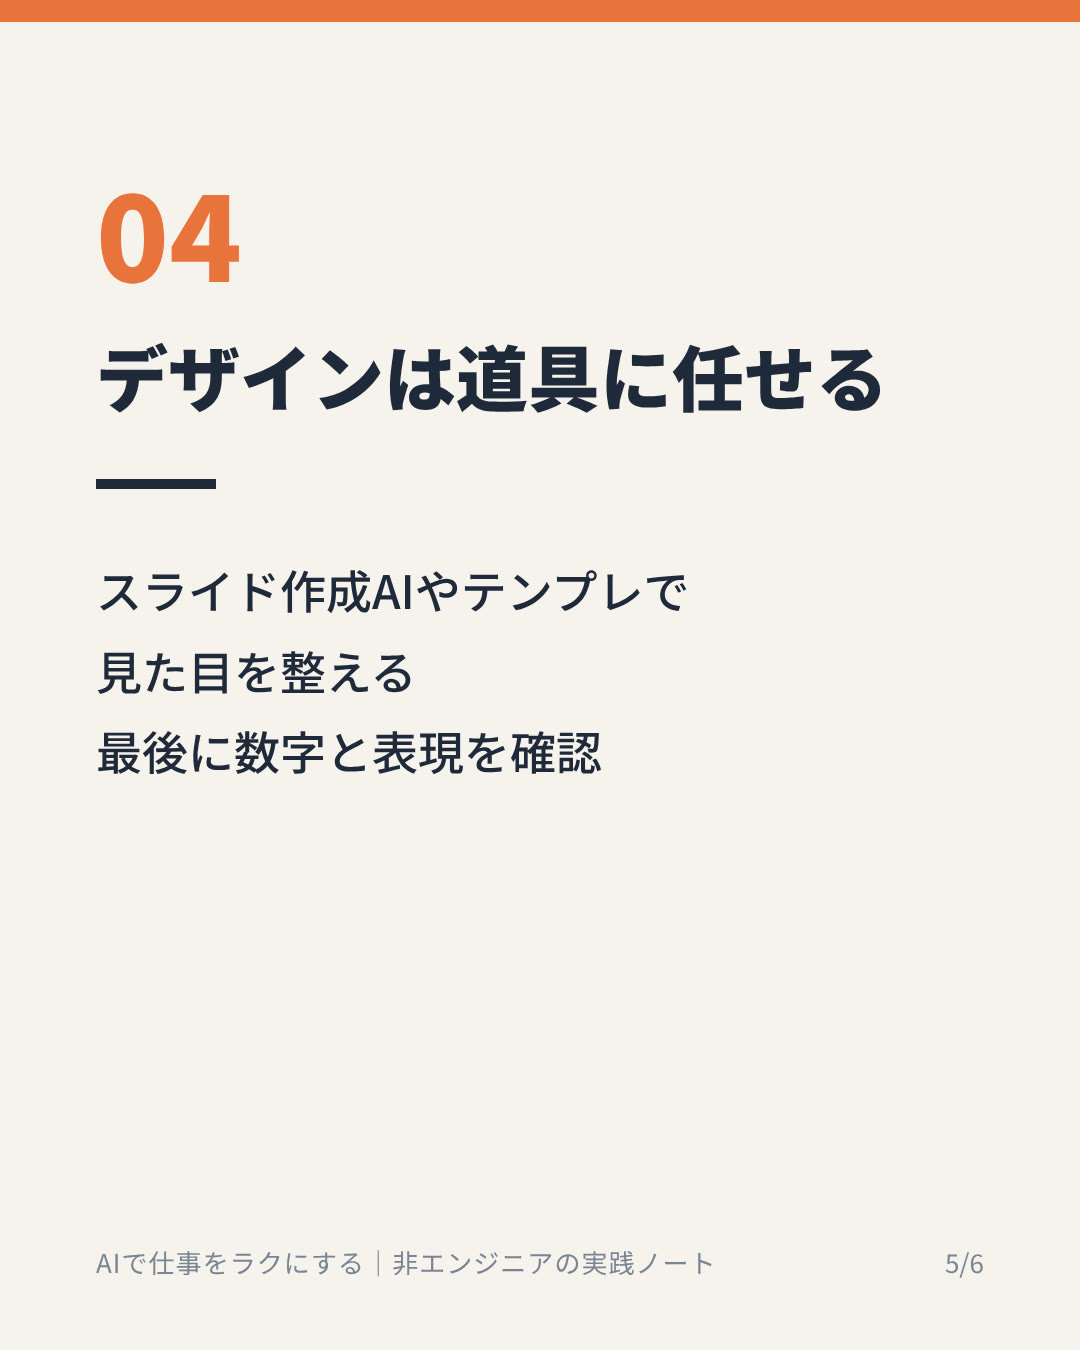 04
デザインは道具に任せる
スライド作成AIやテンプレで
見た目を整える
最後に数字と表現を確認
AIで仕事をラクにする｜非エンジニアの実践ノート
5/6